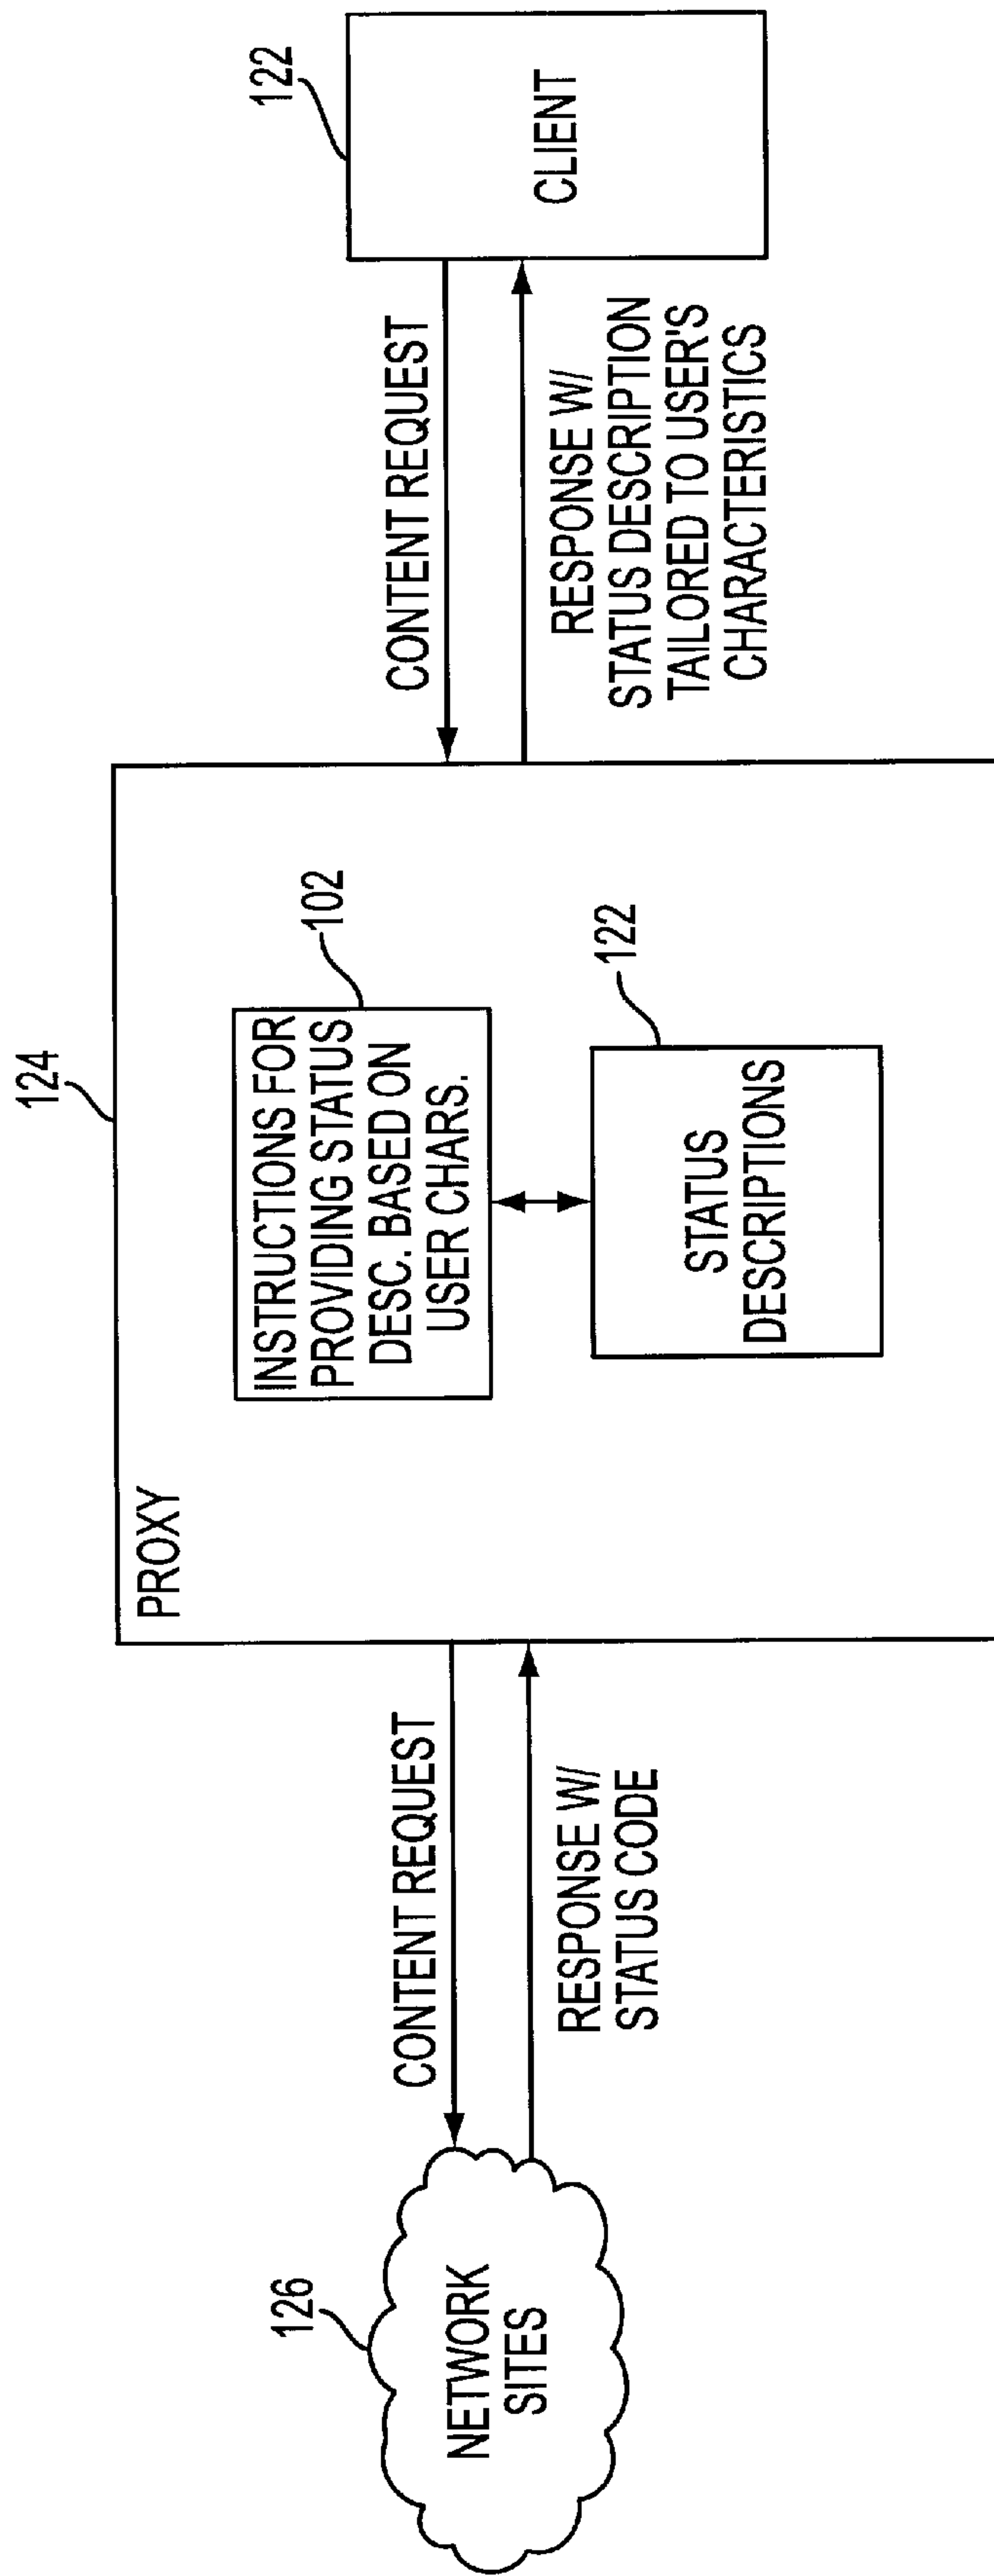 126
NETWORK
SITES
CONTENT REQUEST
RESPONSE W/
STATUS CODE
124
PROXY
INSTRUCTIONS FOR
PROVIDING STATUS
DESC. BASED ON
USER CHARS.
102
STATUS
DESCRIPTIONS
122
CONTENT REQUEST
RESPONSE W/
STATUS DESCRIPTION
TAILORED TO USER'S
CHARACTERISTICS
122
CLIENT